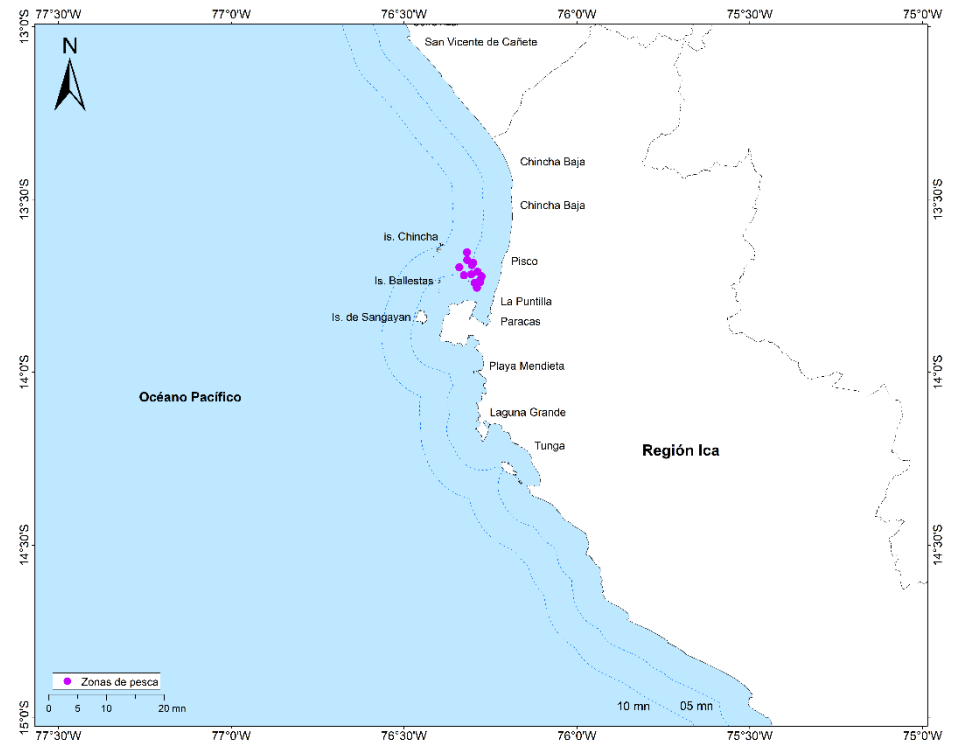 77°30'W 77°0'W 76°30'W 76°0'W 75°30'W 75°0'W
13°0'S
13°0'S
N
San Vicente de Cañete
Chincha Baja
13°30'S
13°30'S
Chincha Baja
is. Chincha
Pisco
Is. Ballestas
La Puntilla
Is. de Sangayan
Paracas
14°0'S
14°0'S
Playa Mendieta
Océano Pacífico
Laguna Grande
Tunga
Región Ica
14°30'S
14°30'S
Zonas de pesca
0 5 10 20 mn
10 mn 05 mn
15°0'S
15°0'S
77°30'W 77°0'W 76°30'W 76°0'W 75°30'W 75°0'W